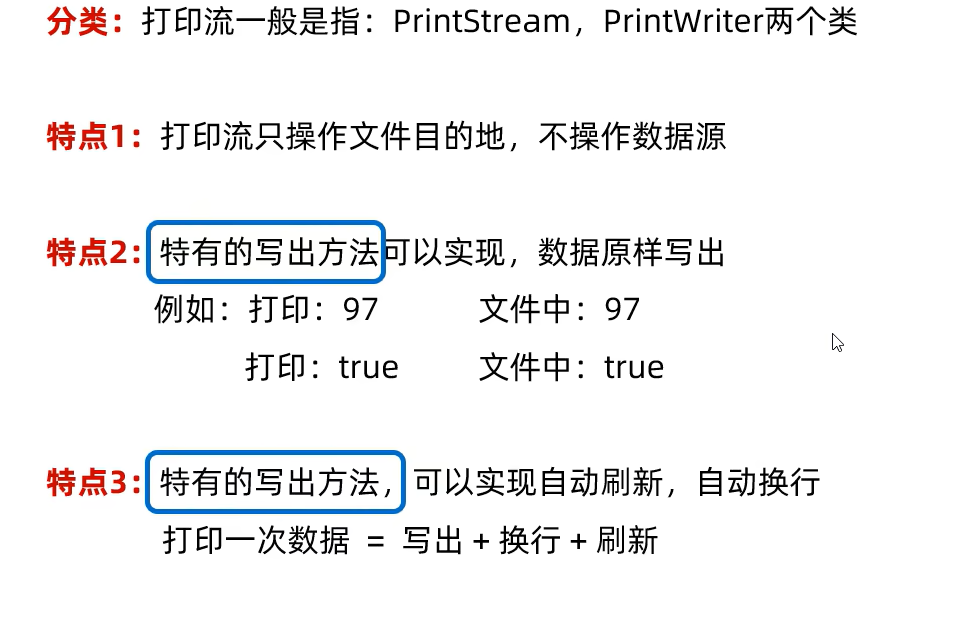 分类：打印流一般是指：PrintStream，PrintWriter两个类
特点1：打印流只操作文件目的地，不操作数据源
特点2：特有的写出方法可以实现，数据原样写出
例如：打印：97 文件中：97
打印：true 文件中：true
特点3：特有的写出方法，可以实现自动刷新，自动换行
打印一次数据 = 写出 + 换行 + 刷新